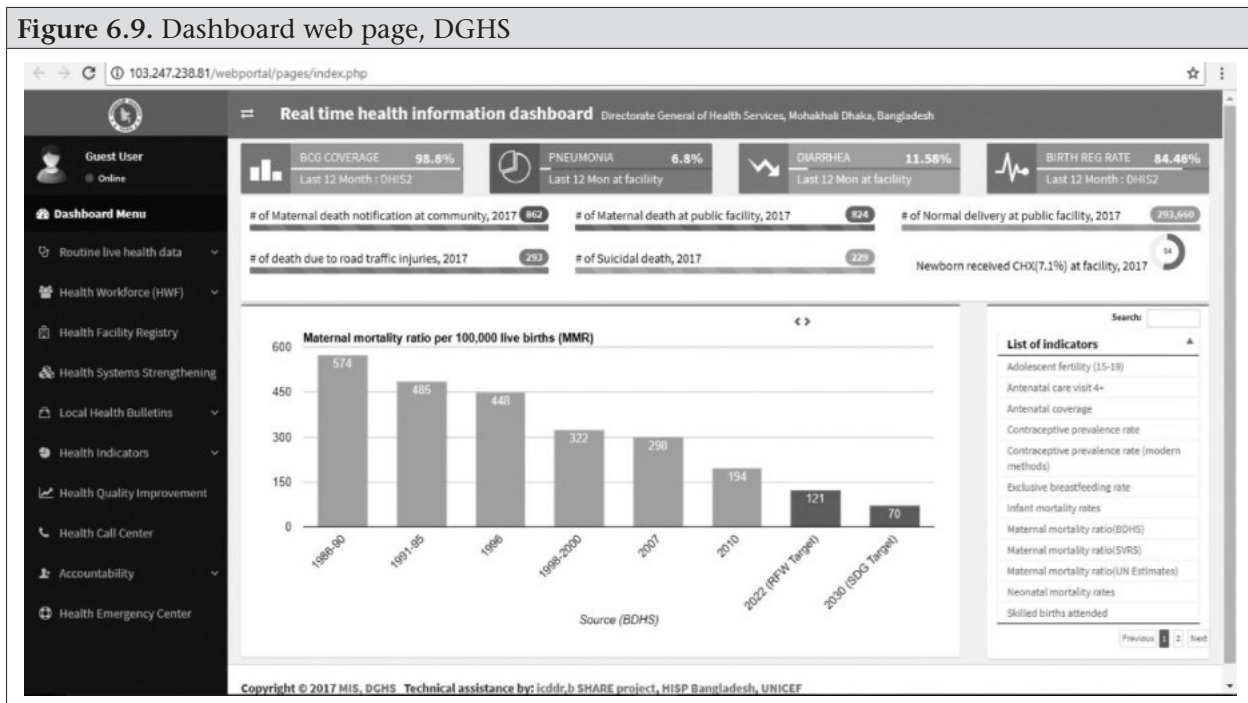 Figure 6.9. Dashboard web page, DGHS
103.247.238.81/webportal/pages/index.php
Real time health information dashboard Directorate General of Health Services, Mohakhali Dhaka, Bangladesh
Guest User
Online
BCG COVERAGE 98.8%
Last 12 Month : DHIS2
PNEUMONIA 6.8%
Last 12 Mon at faciliity
DIARRHEA 11.58%
Last 12 Mon at faciliity
BIRTH REG RATE 84.46%
Last 12 Month : DHIS2
Dashboard Menu
Routine live health data
Health Workforce (HWF)
Health Facility Registry
Health Systems Strengthening
Local Health Bulletins
Health Indicators
Health Quality Improvement
Health Call Center
Accountability
Health Emergency Center
# of Maternal death notification at community, 2017 862
# of Maternal death at public facility, 2017 824
# of Normal delivery at public facility, 2017 293,660
# of death due to road traffic injuries, 2017 293
# of Suicidal death, 2017 229
Newborn received CHX(7.1%) at facility, 2017 54
Maternal mortality ratio per 100,000 live births (MMR)
600
450
300
150
0
574
485
448
322
298
194
121
70
1988-90
1991-95
1996
1998-2000
2007
2010
2022 (RFW Target)
2030 (SDG Target)
Source (BDHS)
Search:
List of indicators
Adolescent fertility (15-19)
Antenatal care visit 4+
Antenatal coverage
Contraceptive prevalence rate
Contraceptive prevalence rate (modern
methods)
Exclusive breastfeeding rate
Infant mortality rates
Maternal mortality ratio(BDHS)
Maternal mortality ratio(SVRS)
Maternal mortality ratio(UN Estimates)
Neonatal mortality rates
Skilled births attended
Previous 1 2 Next
Copyright © 2017 MIS, DGHS Technical assistance by: icddr,b SHARE project, HISP Bangladesh, UNICEF